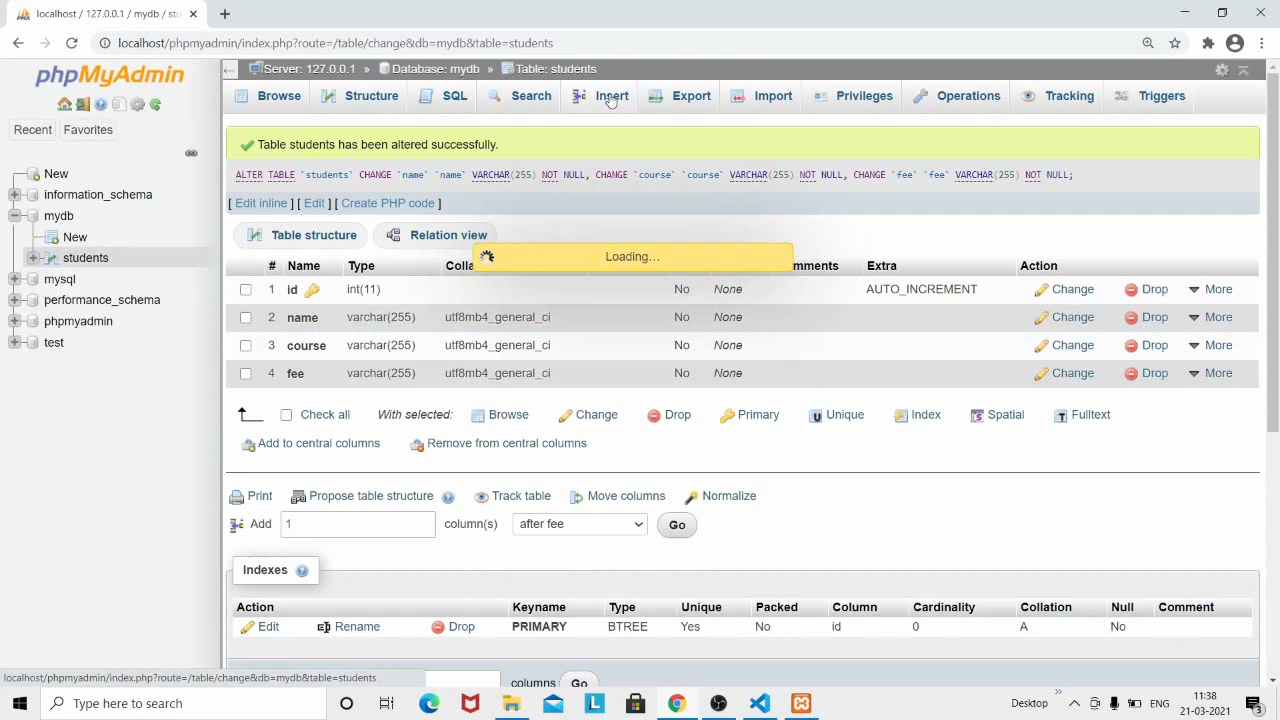 localhost / 127.0.0.1 / mydb / st
localhost/phpmyadmin/index.php?route=/table/change&db=mydb&table=students
phpMyAdmin
Server: 127.0.0.1 » Database: mydb » Table: students
Browse Structure SQL Search Insert Export Import Privileges Operations Tracking Triggers
Recent Favorites
New
information_schema
mydb
New
students
mysql
performance_schema
phpmyadmin
test
Table students has been altered successfully.
ALTER TABLE `students` CHANGE `name` `name` VARCHAR(255) NOT NULL, CHANGE `course` `course` VARCHAR(255) NOT NULL, CHANGE `fee` `fee` VARCHAR(255) NOT NULL;
[ Edit inline ] [ Edit ] [ Create PHP code ]
Table structure Relation view
Loading…
# Name Type Colla mments Extra Action
1 id int(11) No None AUTO_INCREMENT Change Drop More
2 name varchar(255) utf8mb4_general_ci No None Change Drop More
3 course varchar(255) utf8mb4_general_ci No None Change Drop More
4 fee varchar(255) utf8mb4_general_ci No None Change Drop More
Check all With selected: Browse Change Drop Primary Unique Index Spatial Fulltext
Add to central columns Remove from central columns
Print Propose table structure Track table Move columns Normalize
Add 1 column(s) after fee Go
Indexes
Action Keyname Type Unique Packed Column Cardinality Collation Null Comment
Edit Rename Drop PRIMARY BTREE Yes No id 0 A No
columns Go
localhost/phpmyadmin/index.php?route=/table/change&db=mydb&table=students
Type here to search
Desktop
ENG
11:38
21-03-2021
3